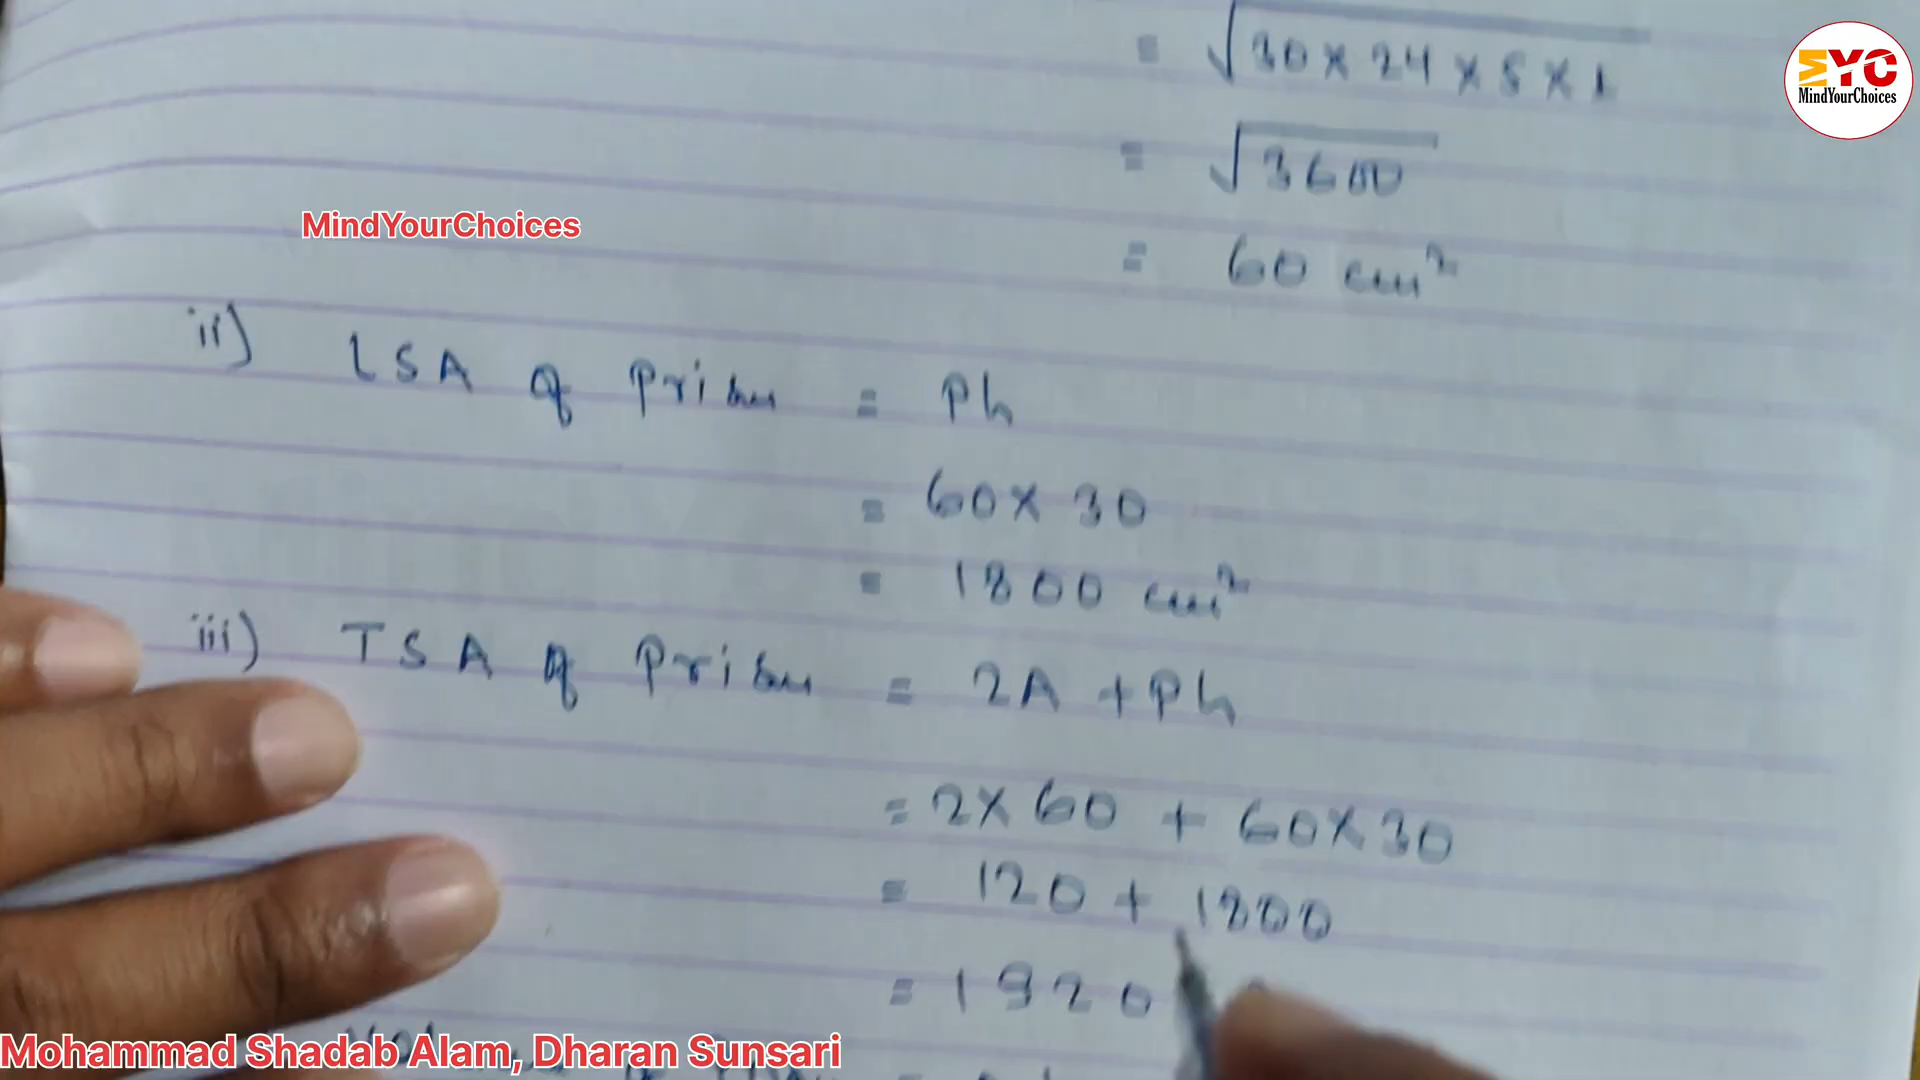 = √30 × 24 × 5 × 1
MYC
MindYourChoices
= √3600
MindYourChoices
= 60 cm²
ii) LSA of Prism = Ph
= 60 × 30
= 1800 cm²
iii) TSA of Prism = 2A + Ph
= 2 × 60 + 60 × 30
= 120 + 1800
= 1920
Mohammad Shadab Alam, Dharan Sunsari